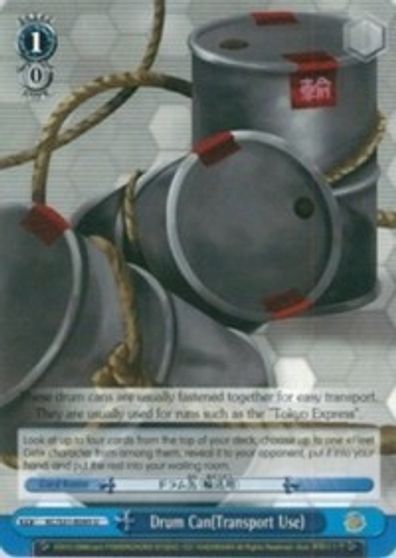 1
0
These drum cans are usually fastened together for easy transport.
They are usually used for runs such as the "Tokyo Express".
Look at up to four cards from the top of your deck, choose up to one «Fleet
Girl» character from among them, reveal it to your opponent, put it into your
hand, and put the rest into your waiting room.
Card Name
ドラム缶(輸送用)
Drum Can(Transport Use)